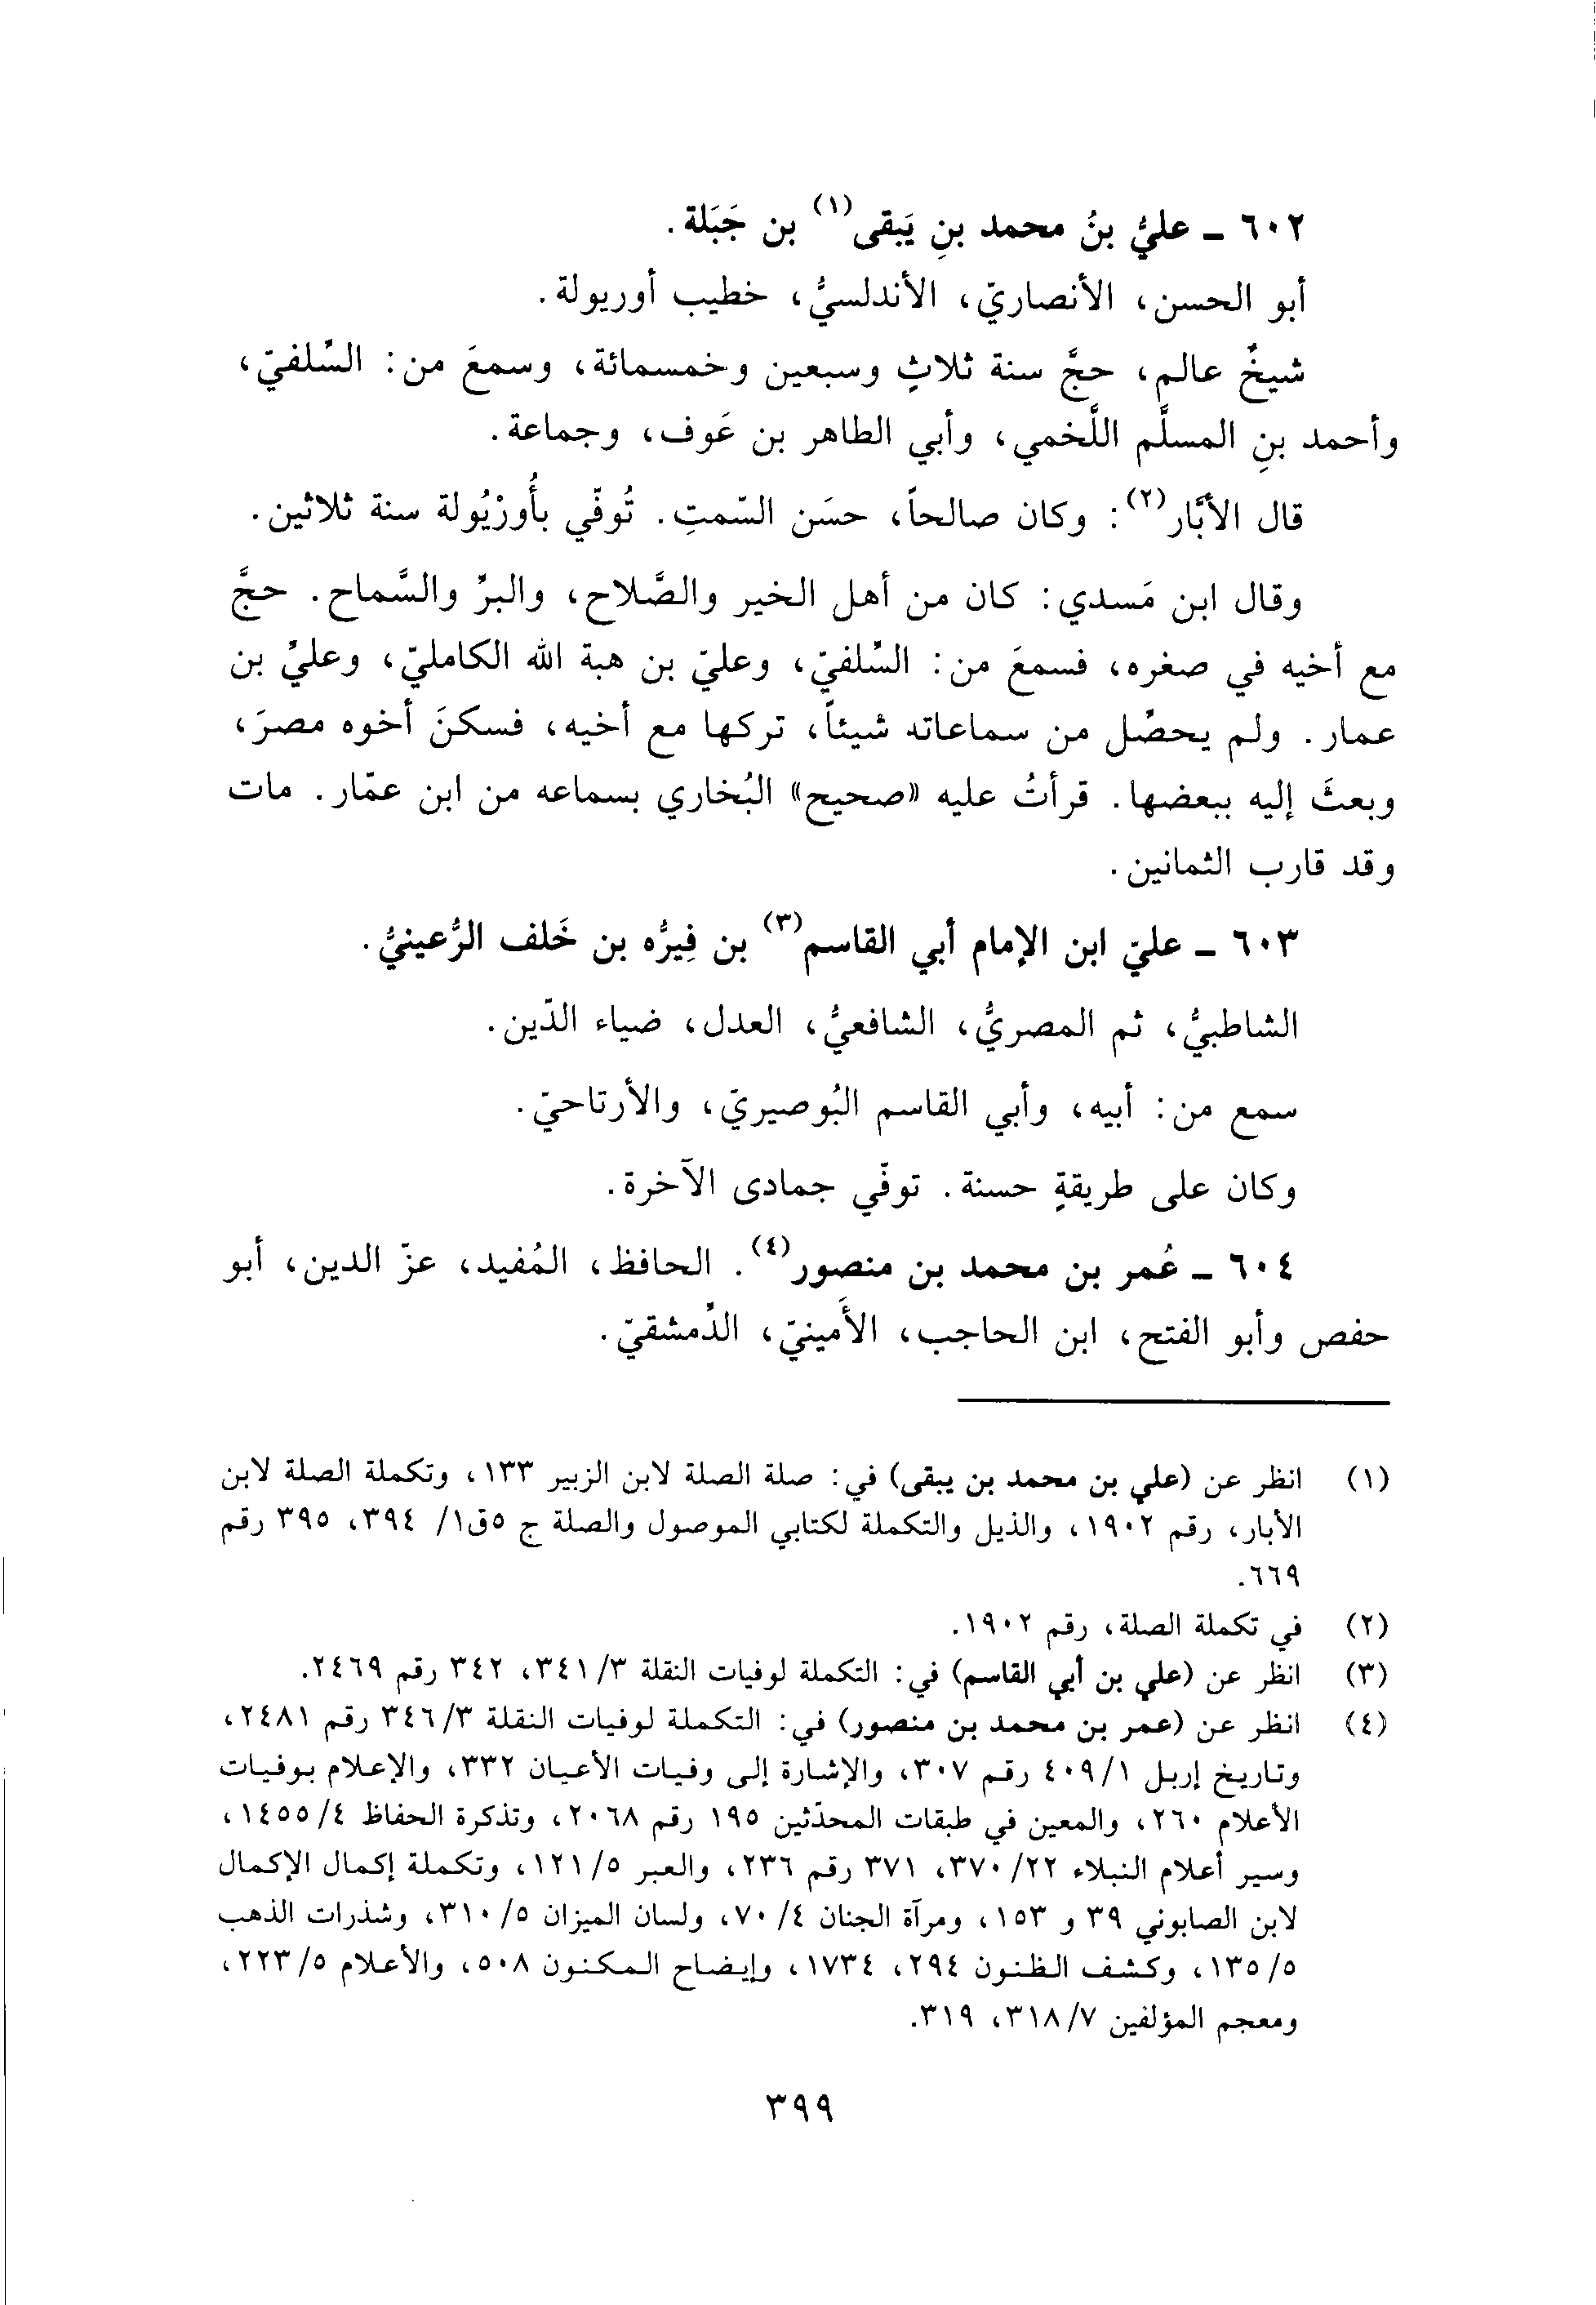 ٦٠٢ ـ عليُّ بنُ محمد بنِ يَبقى(١) بن جَبَلة.
أبو الحسن، الأنصاريّ، الأندلسيُّ، خطيب أوريولة.
شيخٌ عالم، حجَّ سنة ثلاثٍ وسبعين وخمسمائة، وسمعَ من: السِّلفيّ،
وأحمد بنِ المسلَّم اللَّخمي، وأبي الطاهر بن عَوف، وجماعة.
قال الأبَّار(٢): وكان صالحاً، حسَن السّمتِ. تُوفّي بأُورْيُولة سنة ثلاثين.
وقال ابن مَسدي: كان من أهل الخير والصَّلاح، والبرِّ والسَّماح. حجَّ
مع أخيه في صغره، فسمعَ من: السِّلفيّ، وعليّ بن هبة الله الكامليّ، وعليِّ بن
عمار. ولم يحصِّل من سماعاته شيئاً، تركها مع أخيه، فسكنَ أخوه مصرَ،
وبعثَ إليه ببعضها. قرأتُ عليه «صحيح» البُخاري بسماعه من ابن عمّار. مات
وقد قارب الثمانين.
٦٠٣ ـ عليّ ابن الإمام أبي القاسم(٣) بن فِيرُّه بن خَلف الرُّعينيُّ.
الشاطبيُّ، ثم المصريُّ، الشافعيُّ، العدل، ضياء الدّين.
سمع من: أبيه، وأبي القاسم البُوصيريّ، والأرتاحيّ.
وكان على طريقةٍ حسنة. توفّي جمادى الآخرة.
٦٠٤ ـ عُمر بن محمد بن منصور(٤). الحافظ، المُفيد، عزّ الدين، أبو
حفص وأبو الفتح، ابن الحاجب، الأَمينيّ، الدِّمشقيّ.
(١) انظر عن (علي بن محمد بن يبقى) في: صلة الصلة لابن الزبير ١٣٣، وتكملة الصلة لابن
الأبار، رقم ١٩٠٢، والذيل والتكملة لكتابي الموصول والصلة ج ٥ق١/ ٣٩٤، ٣٩٥ رقم
٦٦٩.
(٢) في تكملة الصلة، رقم ١٩٠٢.
(٣) انظر عن (علي بن أبي القاسم) في: التكملة لوفيات النقلة ٣/ ٣٤١، ٣٤٢ رقم ٢٤٦٩.
(٤) انظر عن (عمر بن محمد بن منصور) في: التكملة لوفيات النقلة ٣/ ٣٤٦ رقم ٢٤٨١،
وتاريخ إربل ١/ ٤٠٩ رقم ٣٠٧، والإشارة إلى وفيات الأعيان ٣٣٢، والإعلام بوفيات
الأعلام ٢٦٠، والمعين في طبقات المحدّثين ١٩٥ رقم ٢٠٦٨، وتذكرة الحفاظ ٤/ ١٤٥٥،
وسير أعلام النبلاء ٢٢/ ٣٧٠، ٣٧١ رقم ٢٣٦، والعبر ٥/ ١٢١، وتكملة إكمال الإكمال
لابن الصابوني ٣٩ و ١٥٣، ومرآة الجنان ٤/ ٧٠، ولسان الميزان ٥/ ٣١٠، وشذرات الذهب
٥/ ١٣٥، وكشف الظنون ٢٩٤، ١٧٣٤، وإيضاح المكنون ٥٠٨، والأعلام ٥/ ٢٢٣،
ومعجم المؤلفين ٧/ ٣١٨، ٣١٩.
٣٩٩